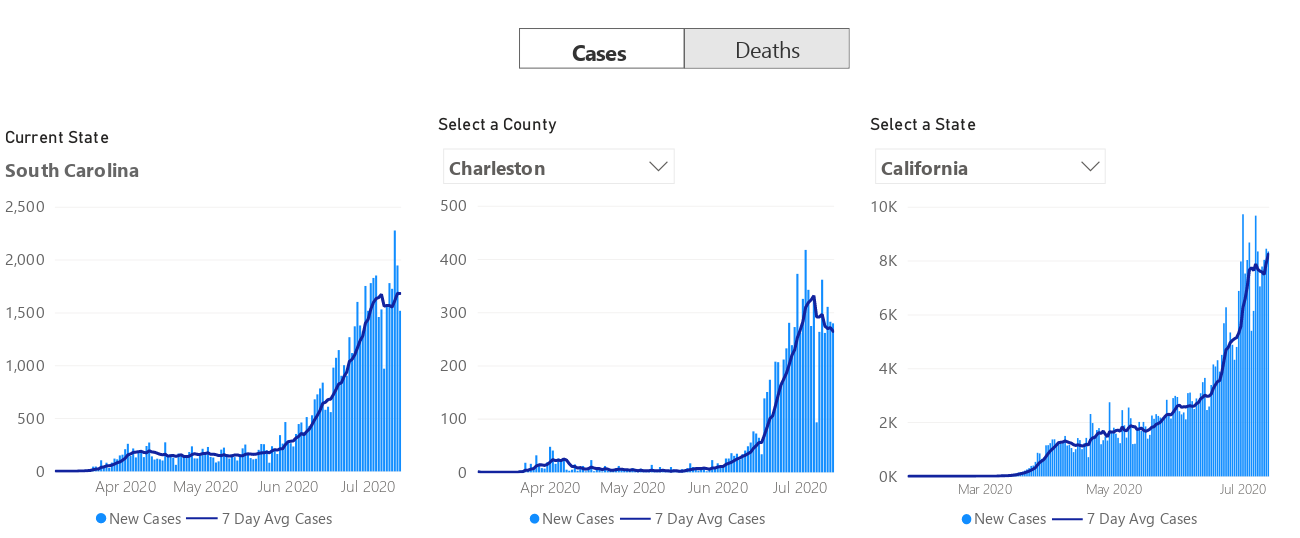 Cases Deaths
Current State
South Carolina
2,500
2,000
1,500
1,000
500
0
Apr 2020 May 2020 Jun 2020 Jul 2020
New Cases 7 Day Avg Cases
Select a County
Charleston
500
400
300
200
100
0
Apr 2020 May 2020 Jun 2020 Jul 2020
New Cases 7 Day Avg Cases
Select a State
California
10K
8K
6K
4K
2K
0K
Mar 2020 May 2020 Jul 2020
New Cases 7 Day Avg Cases